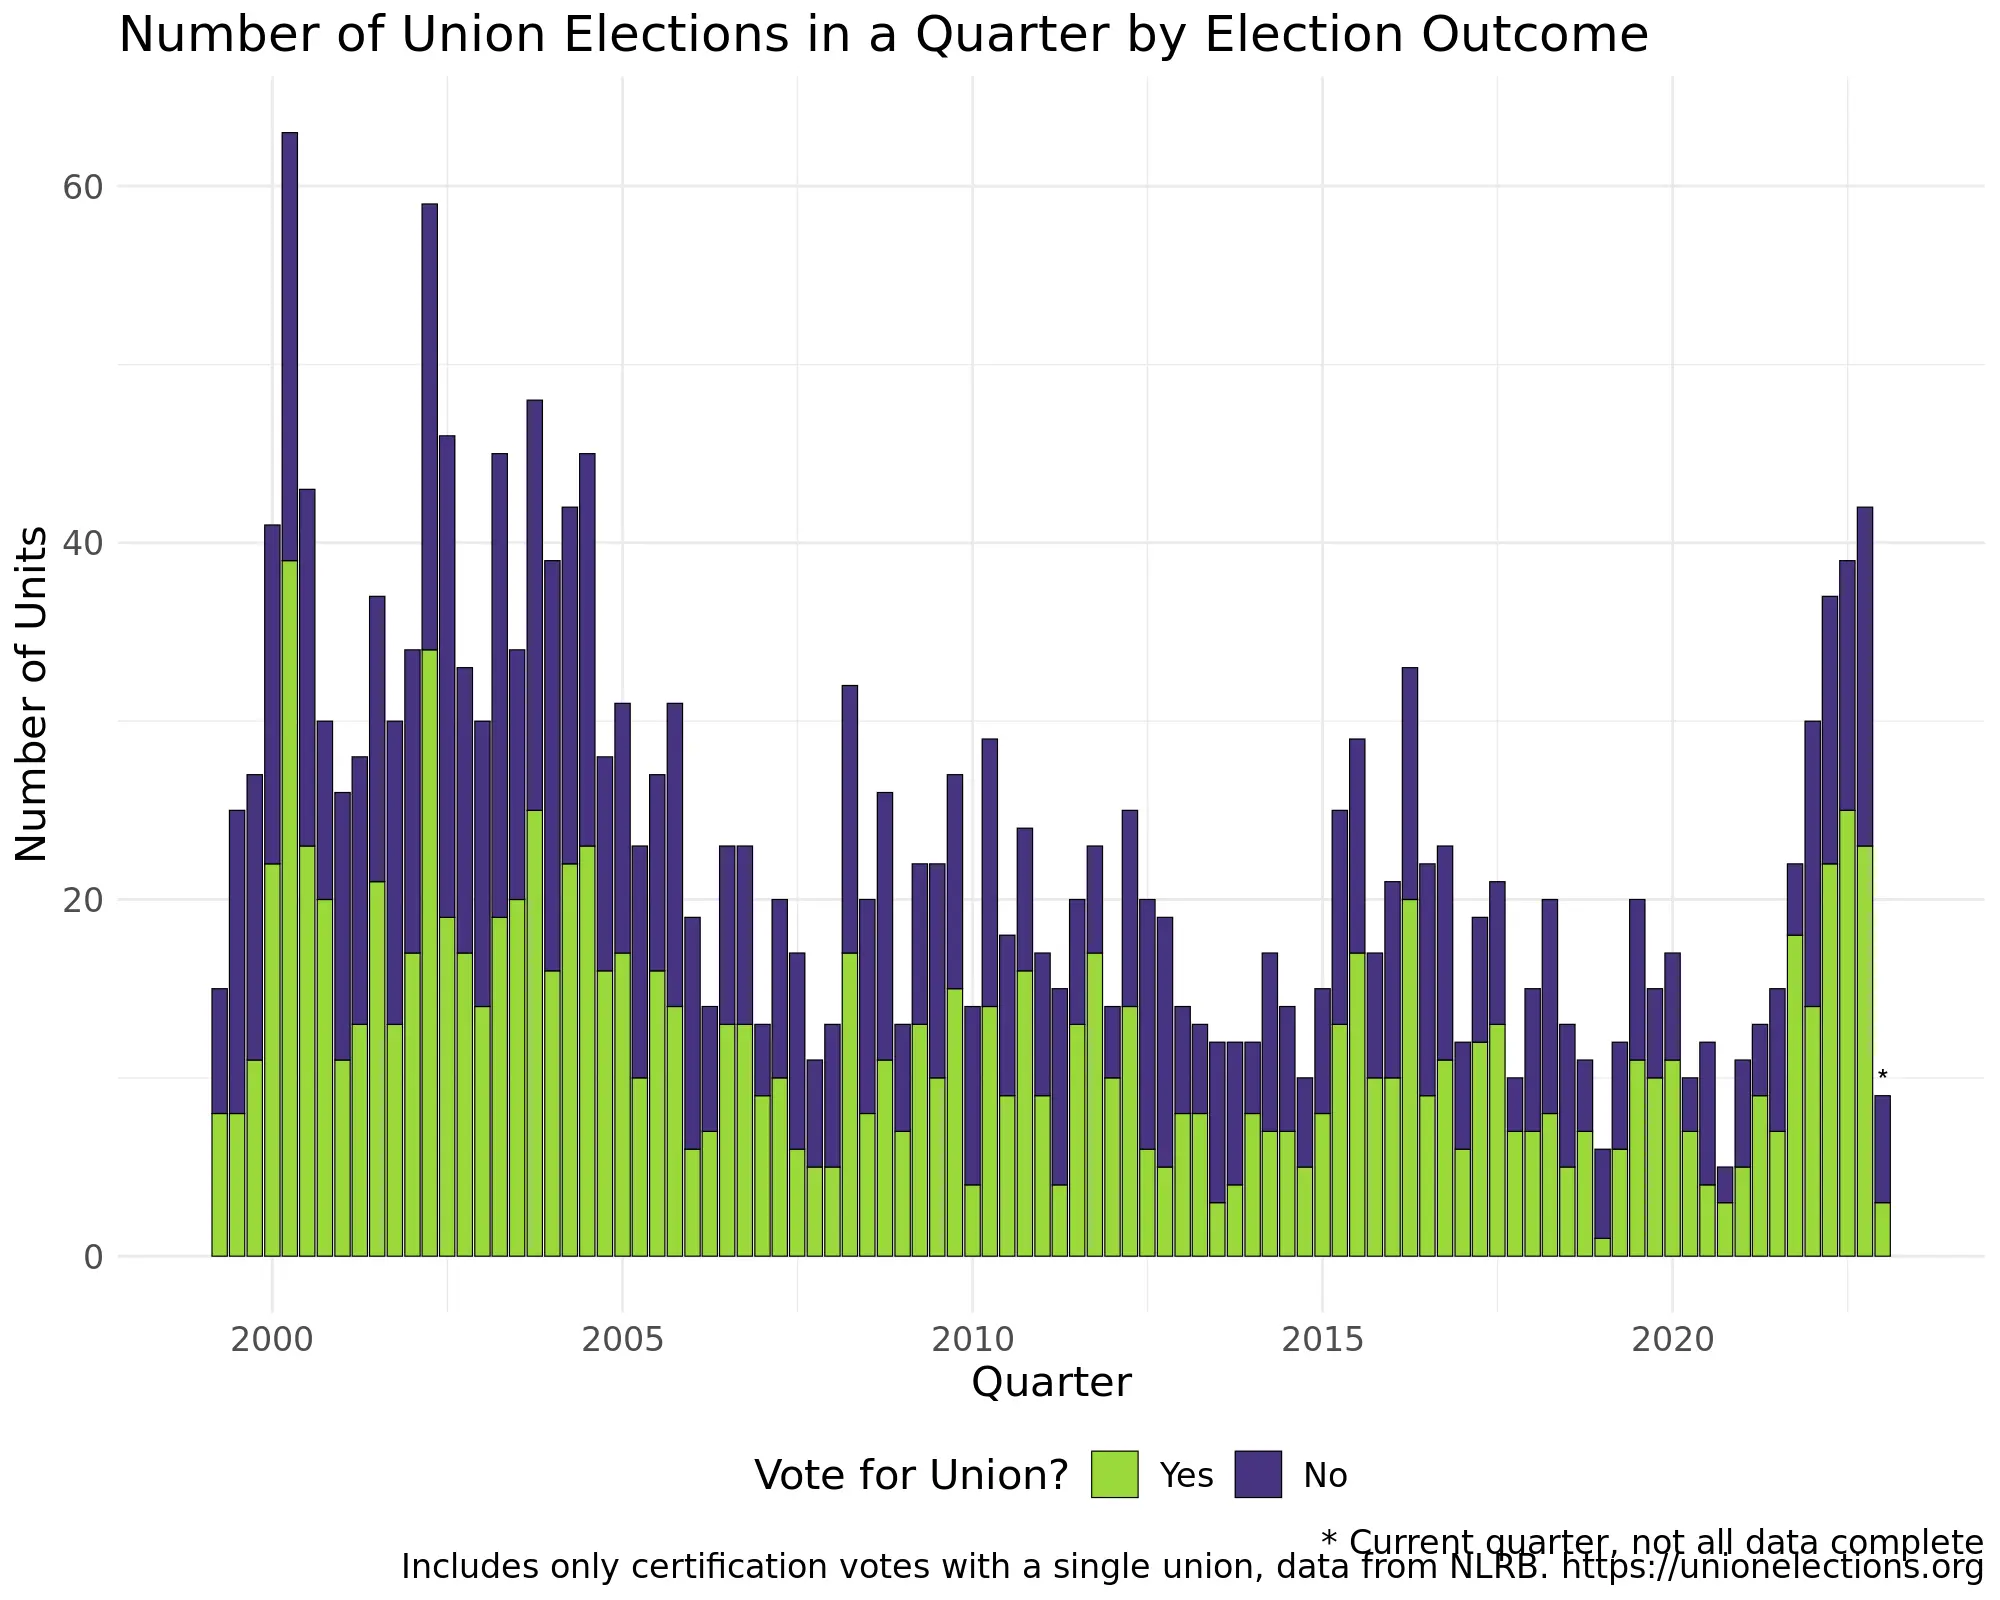 Number of Union Elections in a Quarter by Election Outcome
Number of Units
60
40
20
0
*
2000 2005 2010 2015 2020
Quarter
Vote for Union? Yes No
* Current quarter, not all data complete
Includes only certification votes with a single union, data from NLRB. https://unionelections.org